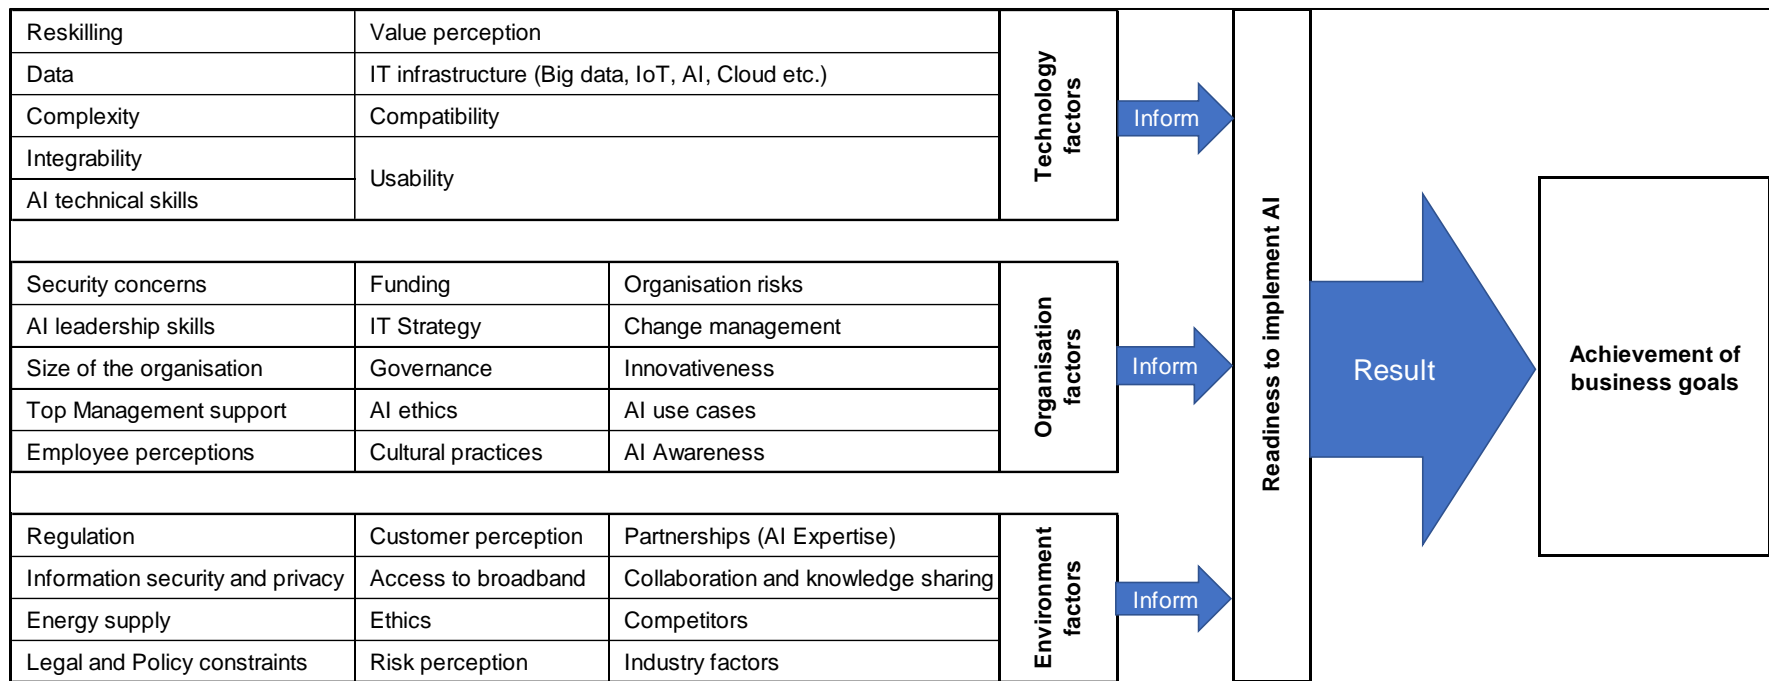 Reskilling
Value perception
Data
IT infrastructure (Big data, IoT, AI, Cloud etc.)
Complexity
Compatibility
Integrability
Usability
AI technical skills
Technology
factors
Inform
Security concerns
Funding
Organisation risks
AI leadership skills
IT Strategy
Change management
Size of the organisation
Governance
Innovativeness
Top Management support
AI ethics
AI use cases
Employee perceptions
Cultural practices
AI Awareness
Organisation
factors
Inform
Regulation
Customer perception
Partnerships (AI Expertise)
Information security and privacy
Access to broadband
Collaboration and knowledge sharing
Energy supply
Ethics
Competitors
Legal and Policy constraints
Risk perception
Industry factors
Environment
factors
Inform
Readiness to implement AI
Result
Achievement of
business goals